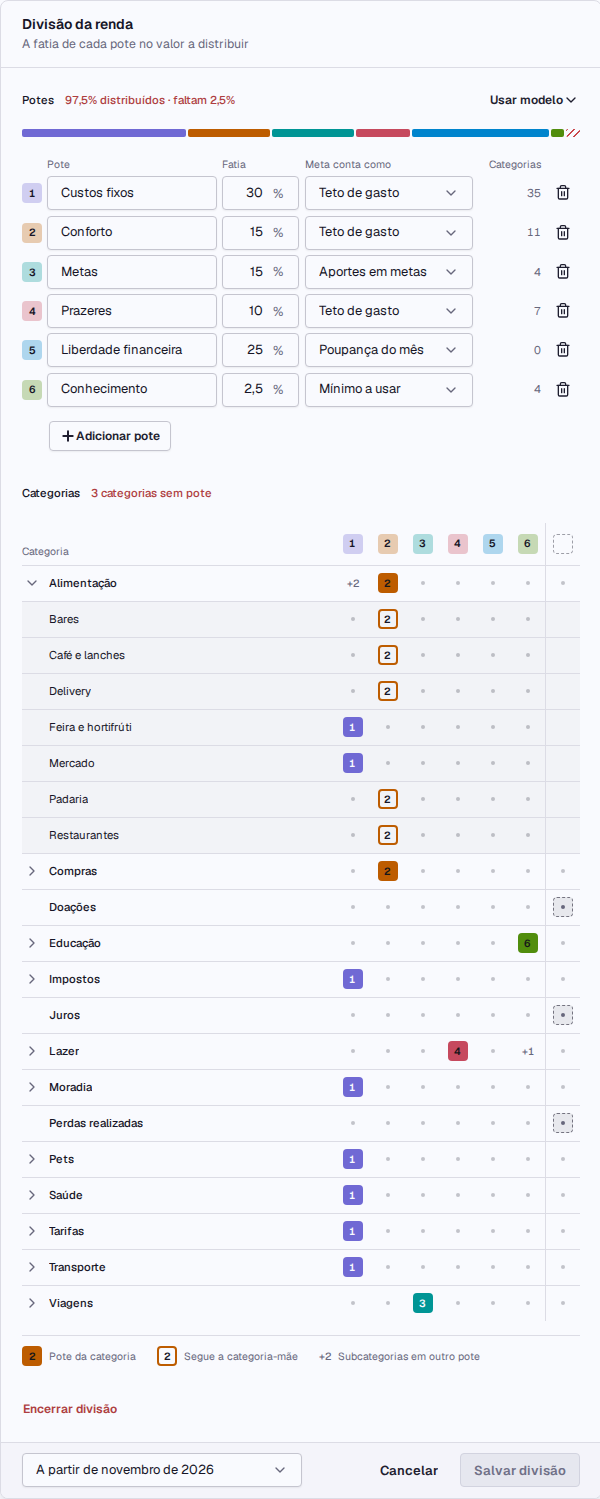 Divisão da renda
A fatia de cada pote no valor a distribuir
Potes 97,5% distribuídos · faltam 2,5% Usar modelo
Pote Fatia Meta conta como Categorias
1 Custos fixos 30 % Teto de gasto 35
2 Conforto 15 % Teto de gasto 11
3 Metas 15 % Aportes em metas 4
4 Prazeres 10 % Teto de gasto 7
5 Liberdade financeira 25 % Poupança do mês 0
6 Conhecimento 2,5 % Mínimo a usar 4
+ Adicionar pote
Categorias 3 categorias sem pote
Categoria 1 2 3 4 5 6
Alimentação +2 2
Bares 2
Café e lanches 2
Delivery 2
Feira e hortifrúti 1
Mercado 1
Padaria 2
Restaurantes 2
Compras 2
Doações
Educação 6
Impostos 1
Juros
Lazer 4 +1
Moradia 1
Perdas realizadas
Pets 1
Saúde 1
Tarifas 1
Transporte 1
Viagens 3
2 Pote da categoria 2 Segue a categoria-mãe +2 Subcategorias em outro pote
Encerrar divisão
A partir de novembro de 2026 Cancelar Salvar divisão